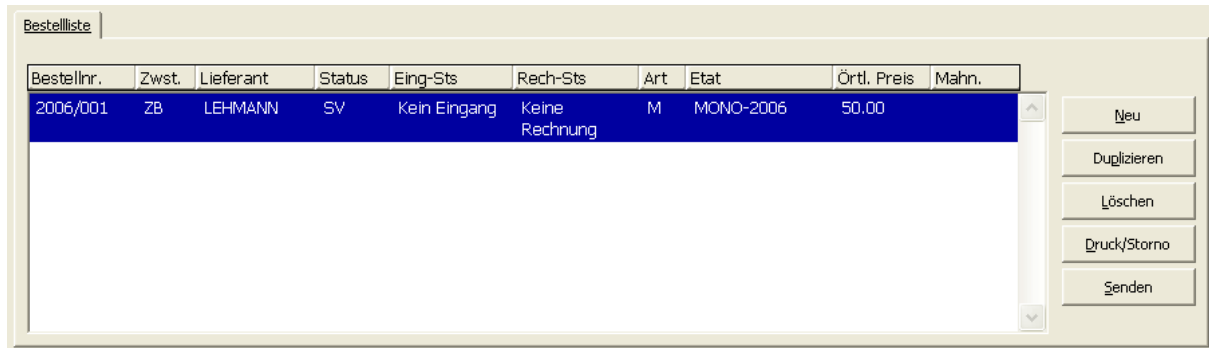 Bestellliste
Bestellnr. Zwst. Lieferant Status Eing-Sts Rech-Sts Art Etat Örtl. Preis Mahn.
2006/001 ZB LEHMANN SV Kein Eingang Keine M MONO-2006 50.00
Rechnung
Neu
Duplizieren
Löschen
Druck/Storno
Senden